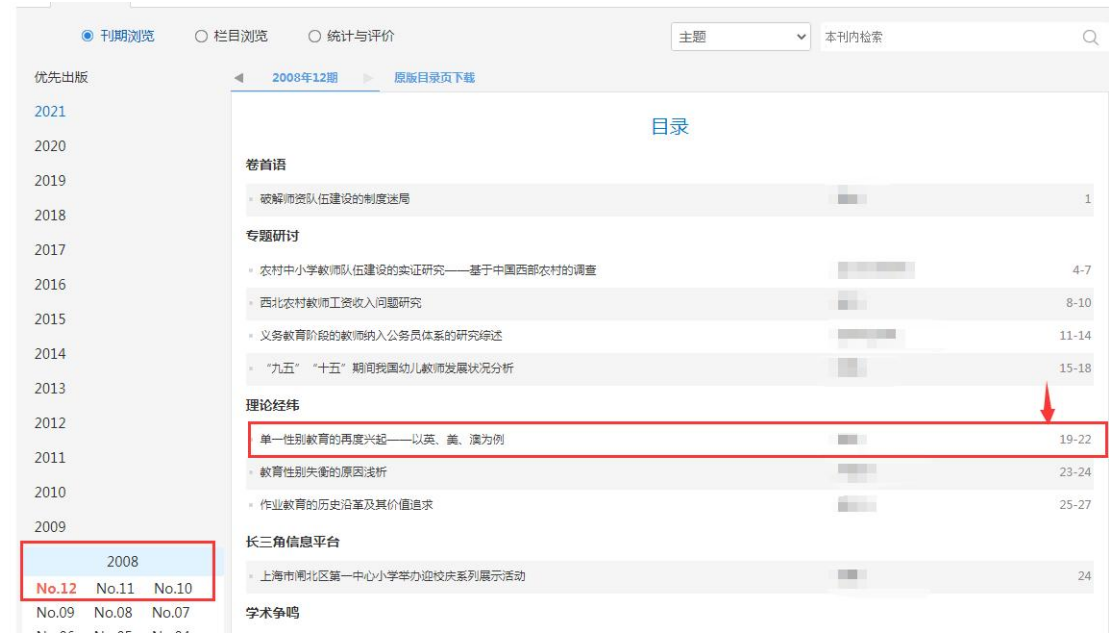 刊期浏览 栏目浏览 统计与评价 主题 本刊内检索
优先出版
2021
2020
2019
2018
2017
2016
2015
2014
2013
2012
2011
2010
2009
2008
No.12 No.11 No.10
No.09 No.08 No.07
2008年12期 原版目录页下载
目录
卷首语
破解师资队伍建设的制度迷局 1
专题研讨
农村中小学教师队伍建设的实证研究——基于中国西部农村的调查 4-7
西北农村教师工资收入问题研究 8-10
义务教育阶段的教师纳入公务员体系的研究综述 11-14
“九五”“十五”期间我国幼儿教师发展状况分析 15-18
理论经纬
单一性别教育的再度兴起——以英、美、澳为例 19-22
教育性别失衡的原因浅析 23-24
作业教育的历史沿革及其价值追求 25-27
长三角信息平台
上海市闸北区第一中心小学举办迎校庆系列展示活动 24
学术争鸣